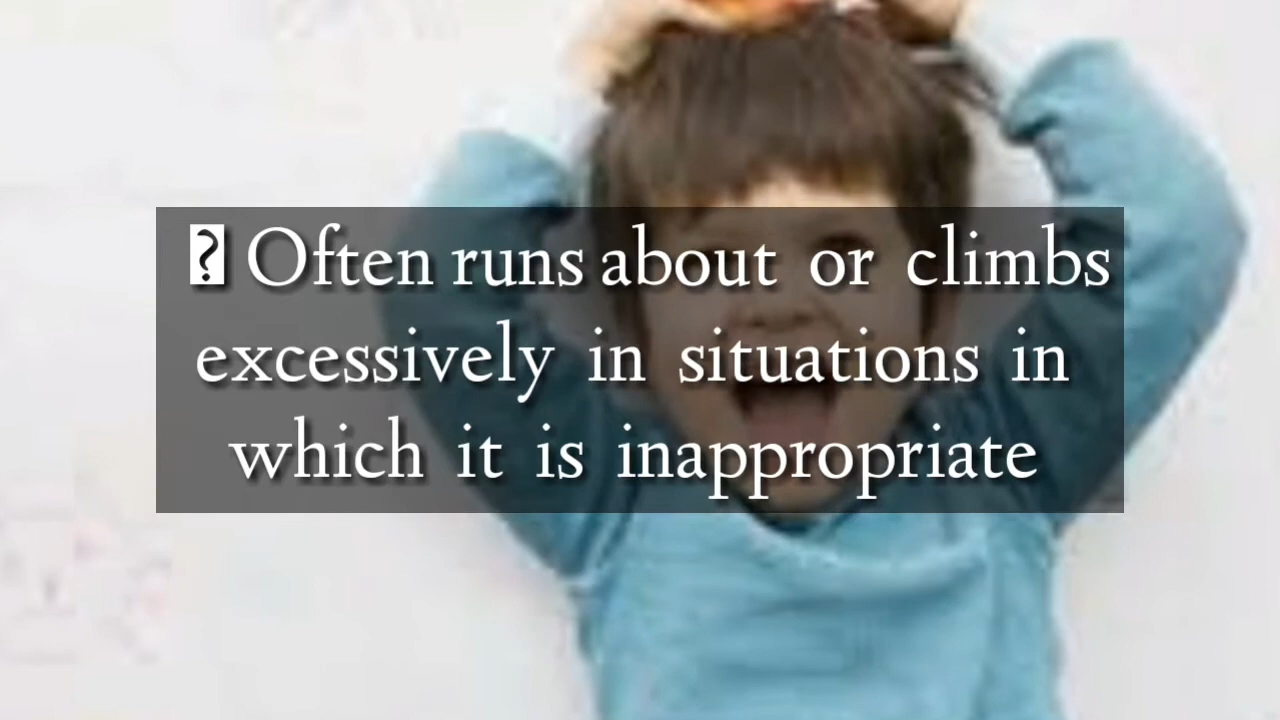 Often runs about or climbs
excessively in situations in
which it is inappropriate